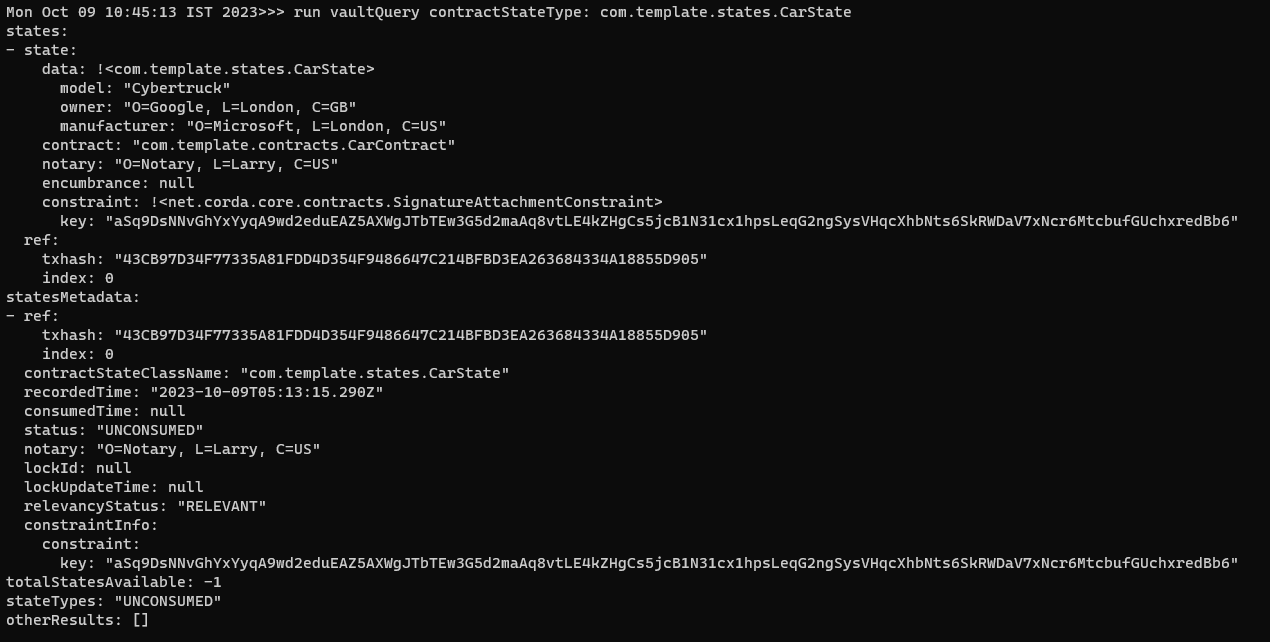 Mon Oct 09 10:45:13 IST 2023>>> run vaultQuery contractStateType: com.template.states.CarState
states:
- state:
    data: !<com.template.states.CarState>
      model: "Cybertruck"
      owner: "O=Google, L=London, C=GB"
      manufacturer: "O=Microsoft, L=London, C=US"
    contract: "com.template.contracts.CarContract"
    notary: "O=Notary, L=Larry, C=US"
    encumbrance: null
    constraint: !<net.corda.core.contracts.SignatureAttachmentConstraint>
      key: "aSq9DsNNvGhYxYyqA9wd2eduEAZ5AXWgJTbTEw3G5d2maAq8vtLE4kZHgCs5jcB1N31cx1hpsLeqG2ngSysVHqcXhbNts6SkRWDaV7xNcr6MtcbufGUchxredBb6"
  ref:
    txhash: "43CB97D34F77335A81FDD4D354F9486647C214BFBD3EA263684334A18855D905"
    index: 0
statesMetadata:
- ref:
    txhash: "43CB97D34F77335A81FDD4D354F9486647C214BFBD3EA263684334A18855D905"
    index: 0
  contractStateClassName: "com.template.states.CarState"
  recordedTime: "2023-10-09T05:13:15.290Z"
  consumedTime: null
  status: "UNCONSUMED"
  notary: "O=Notary, L=Larry, C=US"
  lockId: null
  lockUpdateTime: null
  relevancyStatus: "RELEVANT"
  constraintInfo:
    constraint:
      key: "aSq9DsNNvGhYxYyqA9wd2eduEAZ5AXWgJTbTEw3G5d2maAq8vtLE4kZHgCs5jcB1N31cx1hpsLeqG2ngSysVHqcXhbNts6SkRWDaV7xNcr6MtcbufGUchxredBb6"
totalStatesAvailable: -1
stateTypes: "UNCONSUMED"
otherResults: []